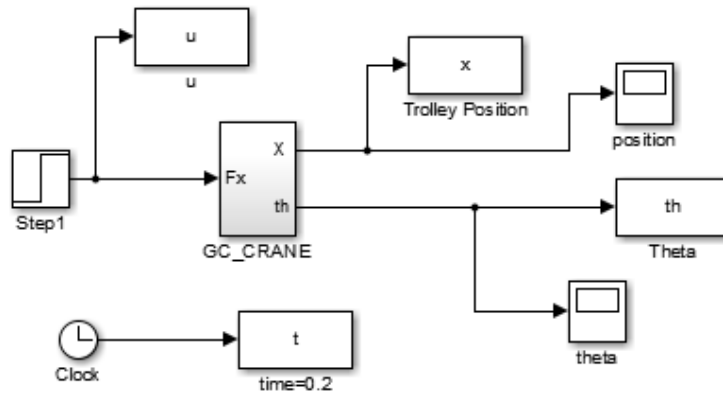 u
u
x
Trolley Position
position
Step1
Fx
X
th
GC_CRANE
th
Theta
theta
t
Clock
time=0.2